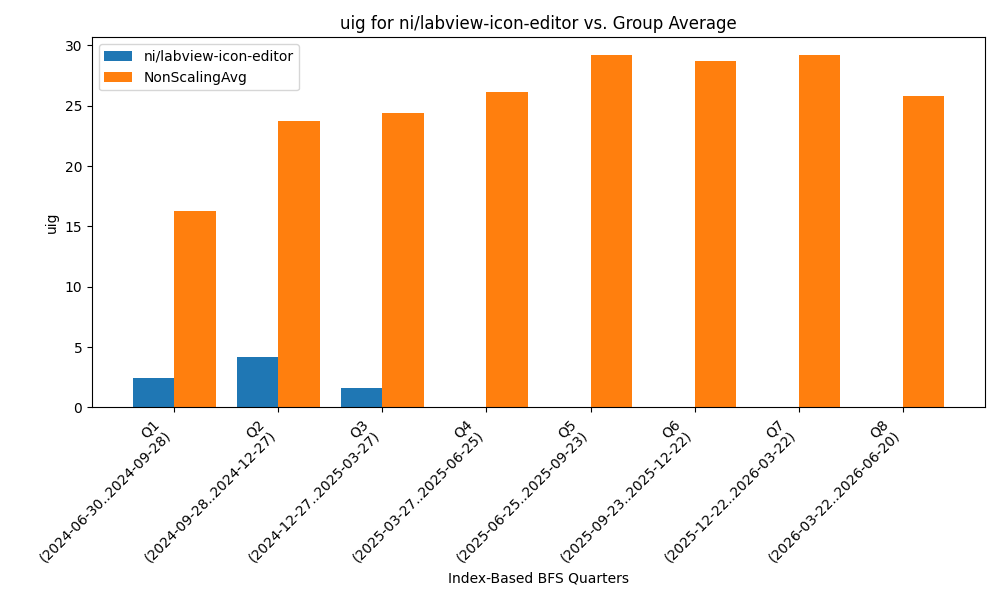 uig for ni/labview-icon-editor vs. Group Average
ni/labview-icon-editor
NonScalingAvg
30
25
20
15
10
5
0
uig
Q1
(2024-06-30..2024-09-28)
Q2
(2024-09-28..2024-12-27)
Q3
(2024-12-27..2025-03-27)
Q4
(2025-03-27..2025-06-25)
Q5
(2025-06-25..2025-09-23)
Q6
(2025-09-23..2025-12-22)
Q7
(2025-12-22..2026-03-22)
Q8
(2026-03-22..2026-06-20)
Index-Based BFS Quarters